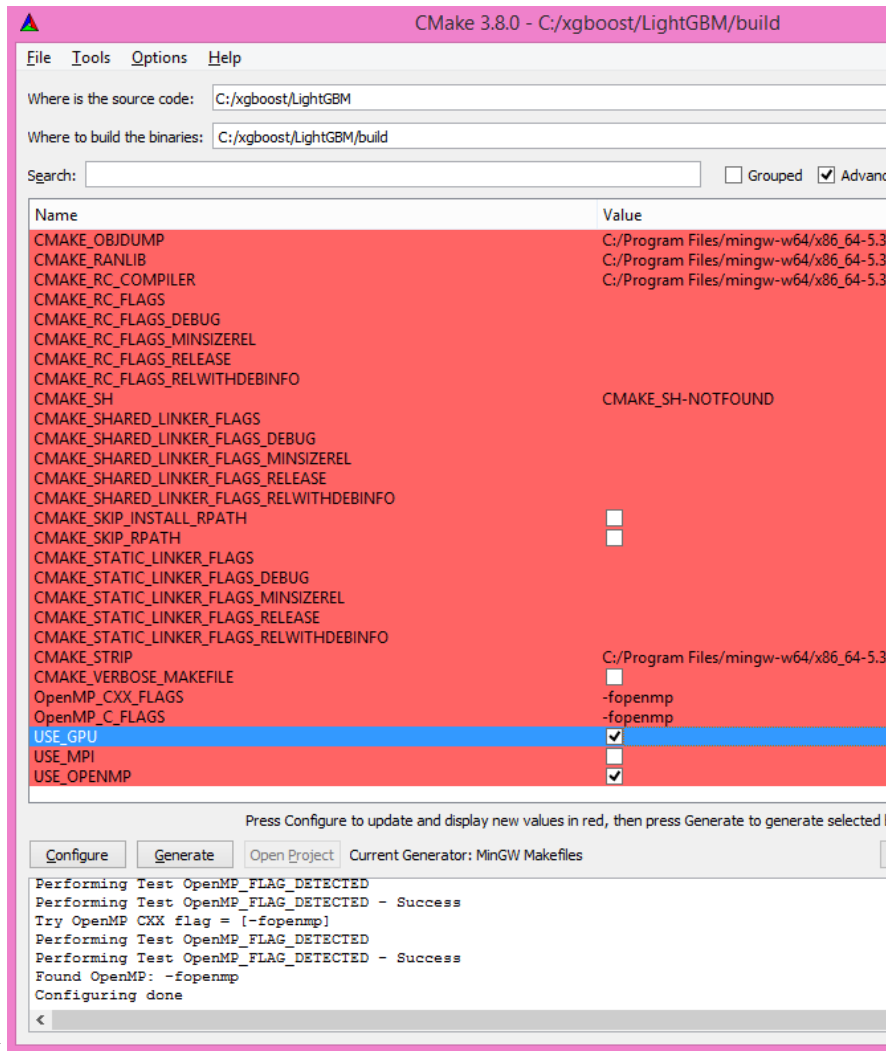 CMake 3.8.0 - C:/xgboost/LightGBM/build
File Tools Options Help
Where is the source code: C:/xgboost/LightGBM
Where to build the binaries: C:/xgboost/LightGBM/build
Search: Grouped Advanc
Name Value
CMAKE_OBJDUMP C:/Program Files/mingw-w64/x86_64-5.3
CMAKE_RANLIB C:/Program Files/mingw-w64/x86_64-5.3
CMAKE_RC_COMPILER C:/Program Files/mingw-w64/x86_64-5.3
CMAKE_RC_FLAGS
CMAKE_RC_FLAGS_DEBUG
CMAKE_RC_FLAGS_MINSIZEREL
CMAKE_RC_FLAGS_RELEASE
CMAKE_RC_FLAGS_RELWITHDEBINFO
CMAKE_SH CMAKE_SH-NOTFOUND
CMAKE_SHARED_LINKER_FLAGS
CMAKE_SHARED_LINKER_FLAGS_DEBUG
CMAKE_SHARED_LINKER_FLAGS_MINSIZEREL
CMAKE_SHARED_LINKER_FLAGS_RELEASE
CMAKE_SHARED_LINKER_FLAGS_RELWITHDEBINFO
CMAKE_SKIP_INSTALL_RPATH
CMAKE_SKIP_RPATH
CMAKE_STATIC_LINKER_FLAGS
CMAKE_STATIC_LINKER_FLAGS_DEBUG
CMAKE_STATIC_LINKER_FLAGS_MINSIZEREL
CMAKE_STATIC_LINKER_FLAGS_RELEASE
CMAKE_STATIC_LINKER_FLAGS_RELWITHDEBINFO
CMAKE_STRIP C:/Program Files/mingw-w64/x86_64-5.3
CMAKE_VERBOSE_MAKEFILE
OpenMP_CXX_FLAGS -fopenmp
OpenMP_C_FLAGS -fopenmp
USE_GPU
USE_MPI
USE_OPENMP
Press Configure to update and display new values in red, then press Generate to generate selected
Configure Generate Open Project Current Generator: MinGW Makefiles
Performing Test OpenMP_FLAG_DETECTED
Performing Test OpenMP_FLAG_DETECTED - Success
Try OpenMP CXX flag = [-fopenmp]
Performing Test OpenMP_FLAG_DETECTED
Performing Test OpenMP_FLAG_DETECTED - Success
Found OpenMP: -fopenmp
Configuring done